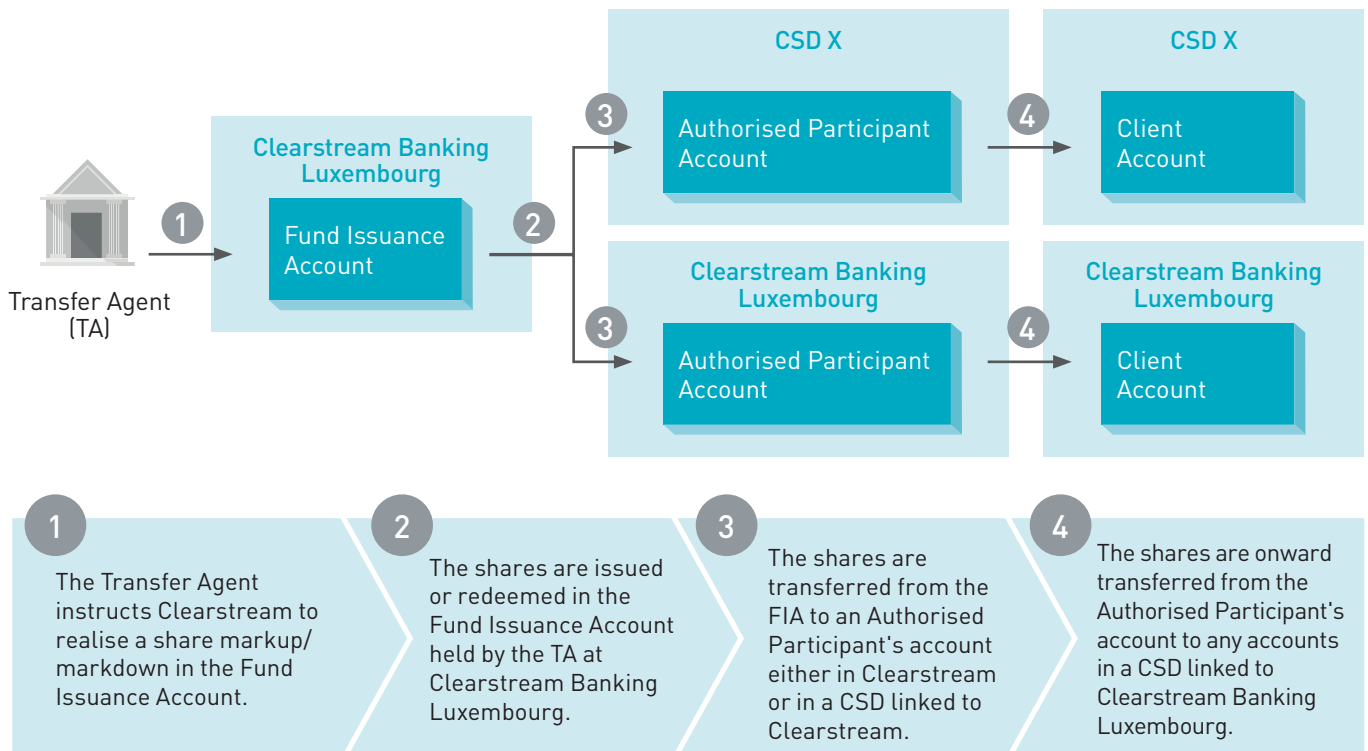 CSD X
CSD X
3
Authorised Participant
Account
4
Client
Account
Clearstream Banking
Luxembourg
1
Fund Issuance
Account
2
Transfer Agent
(TA)
Clearstream Banking
Luxembourg
Clearstream Banking
Luxembourg
3
Authorised Participant
Account
4
Client
Account
1
The Transfer Agent
instructs Clearstream to
realise a share markup/
markdown in the Fund
Issuance Account.
2
The shares are issued
or redeemed in the
Fund Issuance Account
held by the TA at
Clearstream Banking
Luxembourg.
3
The shares are
transferred from the
FIA to an Authorised
Participant's account
either in Clearstream
or in a CSD linked to
Clearstream.
4
The shares are onward
transferred from the
Authorised Participant's
account to any accounts
in a CSD linked to
Clearstream Banking
Luxembourg.